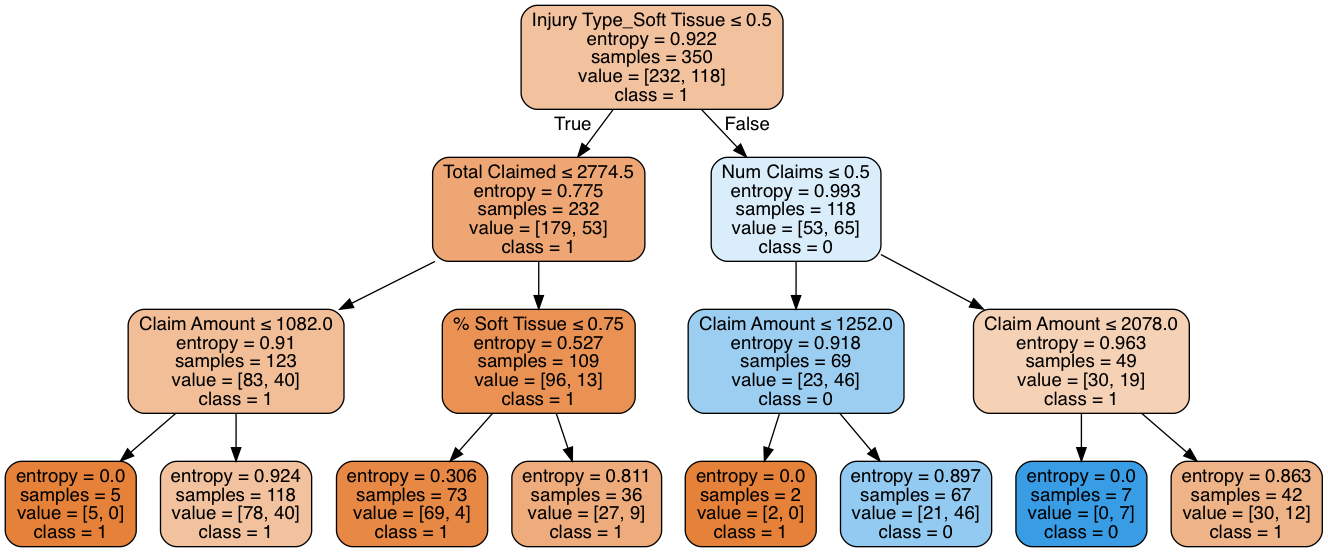 Injury Type_Soft Tissue ≤ 0.5
entropy = 0.922
samples = 350
value = [232, 118]
class = 1
True
False
Total Claimed ≤ 2774.5
entropy = 0.775
samples = 232
value = [179, 53]
class = 1
Num Claims ≤ 0.5
entropy = 0.993
samples = 118
value = [53, 65]
class = 0
Claim Amount ≤ 1082.0
entropy = 0.91
samples = 123
value = [83, 40]
class = 1
% Soft Tissue ≤ 0.75
entropy = 0.527
samples = 109
value = [96, 13]
class = 1
Claim Amount ≤ 1252.0
entropy = 0.918
samples = 69
value = [23, 46]
class = 0
Claim Amount ≤ 2078.0
entropy = 0.963
samples = 49
value = [30, 19]
class = 1
entropy = 0.0
samples = 5
value = [5, 0]
class = 1
entropy = 0.924
samples = 118
value = [78, 40]
class = 1
entropy = 0.306
samples = 73
value = [69, 4]
class = 1
entropy = 0.811
samples = 36
value = [27, 9]
class = 1
entropy = 0.0
samples = 2
value = [2, 0]
class = 1
entropy = 0.897
samples = 67
value = [21, 46]
class = 0
entropy = 0.0
samples = 7
value = [0, 7]
class = 0
entropy = 0.863
samples = 42
value = [30, 12]
class = 1